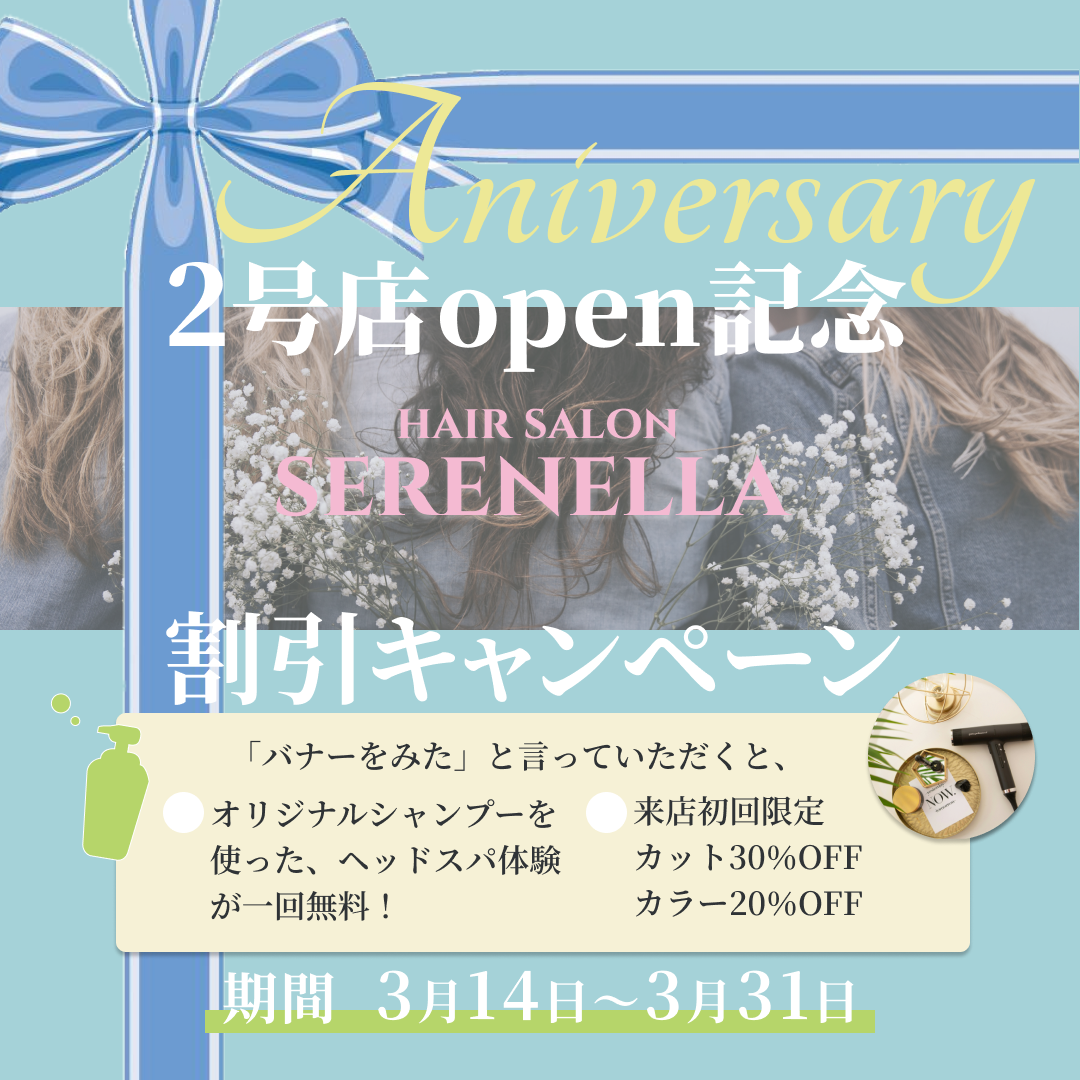 Aniversary
2号店open記念
HAIR SALON
SERENELLA
割引キャンペーン
「バナーをみた」と言っていただくと、
オリジナルシャンプーを
使った、ヘッドスパ体験
が一回無料！
来店初回限定
カット30%OFF
カラー20%OFF
NOW.
期間 3月14日〜3月31日